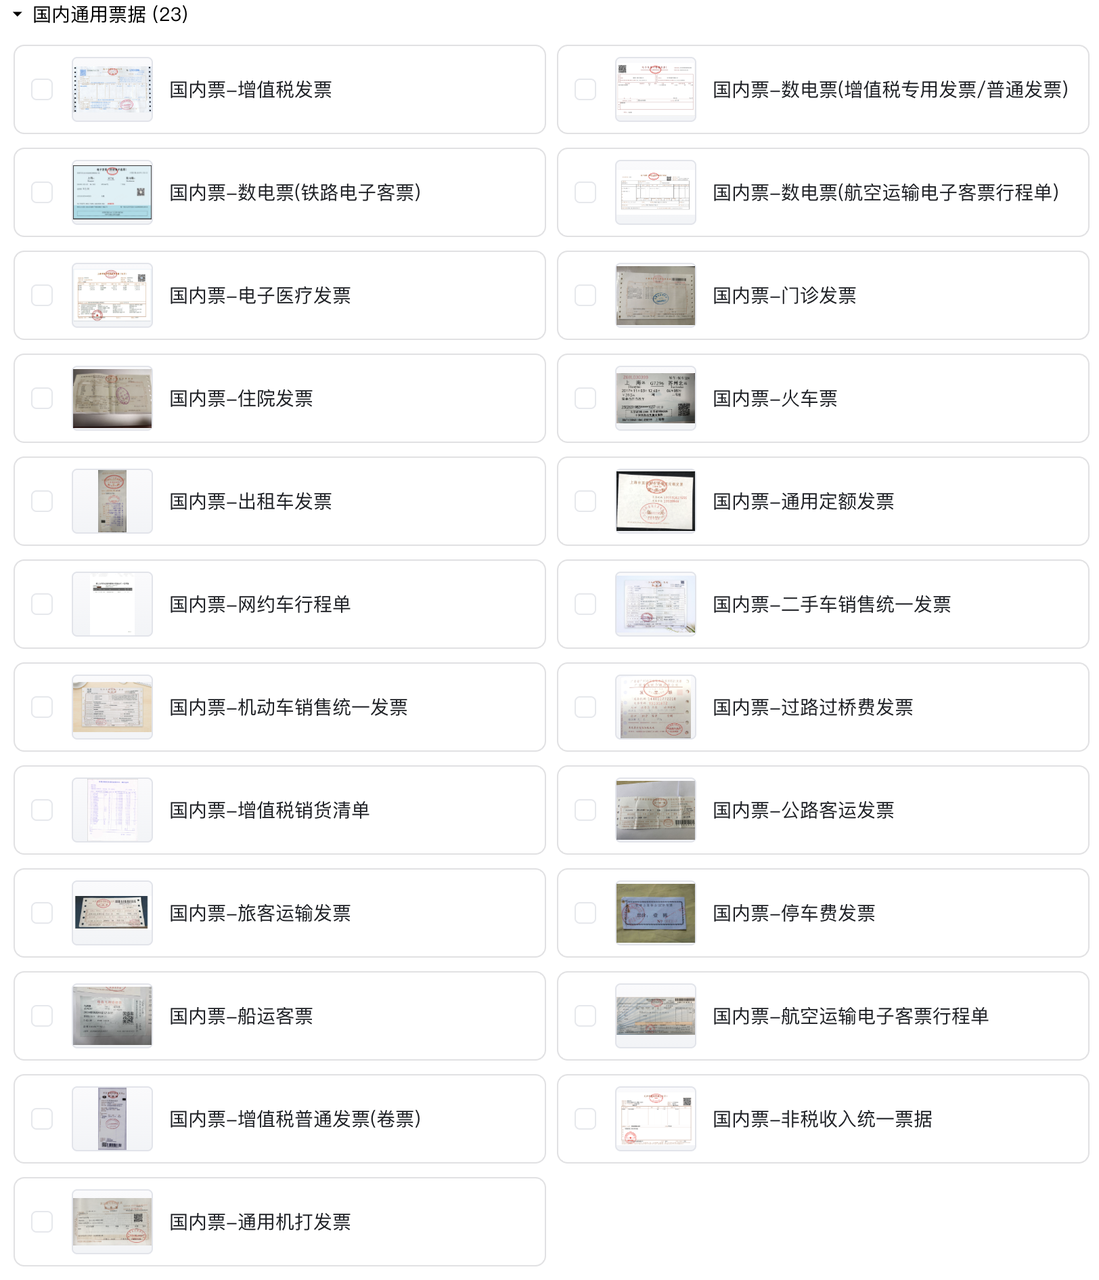 国内通用票据 (23)
国内票-增值税发票
国内票-数电票(增值税专用发票/普通发票)
国内票-数电票(铁路电子客票)
国内票-数电票(航空运输电子客票行程单)
国内票-电子医疗发票
国内票-门诊发票
国内票-住院发票
国内票-火车票
国内票-出租车发票
国内票-通用定额发票
国内票-网约车行程单
国内票-二手车销售统一发票
国内票-机动车销售统一发票
国内票-过路过桥费发票
国内票-增值税销货清单
国内票-公路客运发票
国内票-旅客运输发票
国内票-停车费发票
国内票-船运客票
国内票-航空运输电子客票行程单
国内票-增值税普通发票(卷票)
国内票-非税收入统一票据
国内票-通用机打发票